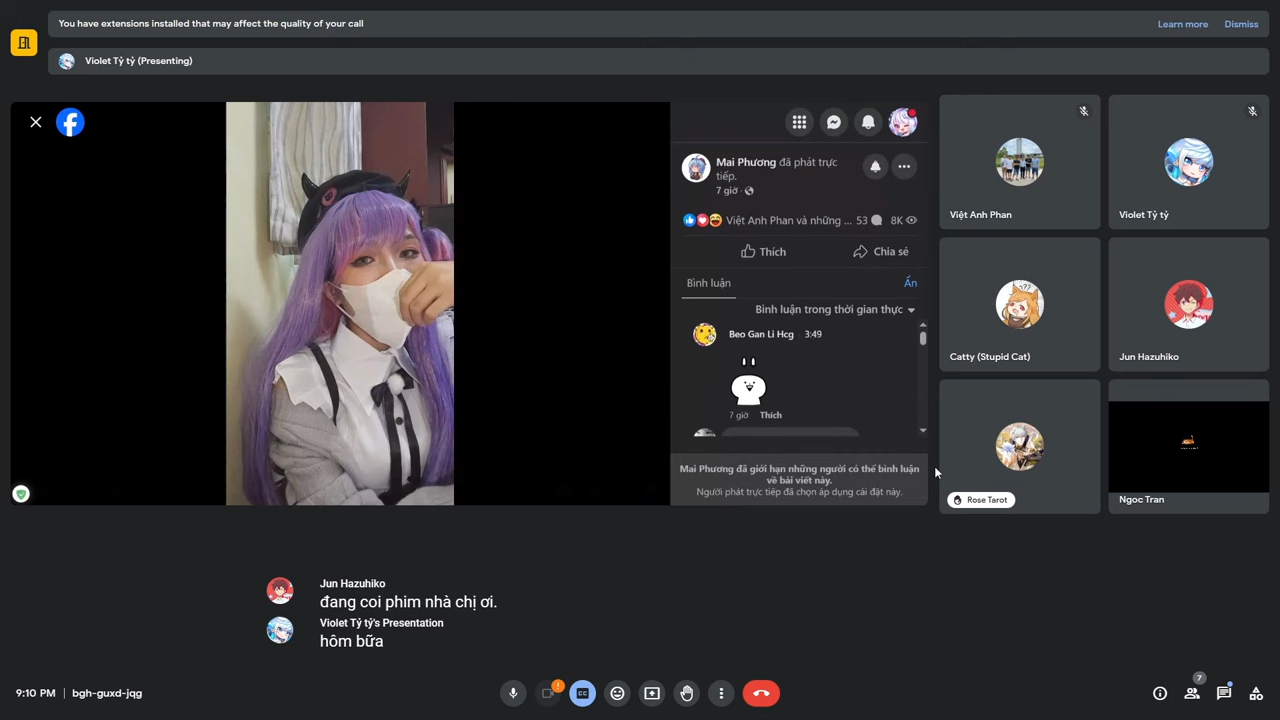 You have extensions installed that may affect the quality of your call
Learn more
Dismiss
Violet Tỷ tỷ (Presenting)
Mai Phương đã phát trực
tiếp.
7 giờ
Việt Anh Phan và những ... 53 8K
Thích
Chia sẻ
Bình luận
Ẩn
Bình luận trong thời gian thực
Beo Gan Li Hcg 3:49
7 giờ Thích
Mai Phương đã giới hạn những người có thể bình luận
về bài viết này.
Người phát trực tiếp đã chọn áp dụng cài đặt này.
Việt Anh Phan
Violet Tỷ tỷ
???
Catty (Stupid Cat)
Jun Hazuhiko
Rose Tarot
Ngoc Tran
Jun Hazuhiko
đang coi phim nhà chị ơi.
Violet Tỷ tỷ's Presentation
hôm bữa
9:10 PM | bgh-guxd-jqg
!
CC
7